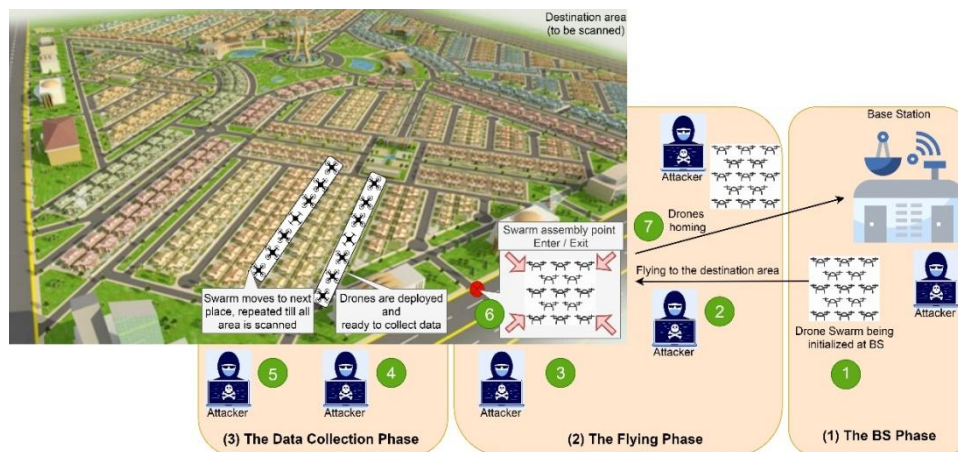 Destination area
(to be scanned)
Base Station
Attacker
7
Drones
homing
Swarm assembly point
Enter / Exit
Flying to the destination area
Swarm moves to next
place, repeated till all
area is scanned
Drones are deployed
and
ready to collect data
6
2
Attacker
Attacker
Drone Swarm being
initialized at BS
1
5
4
3
Attacker
Attacker
Attacker
(3) The Data Collection Phase
(2) The Flying Phase
(1) The BS Phase